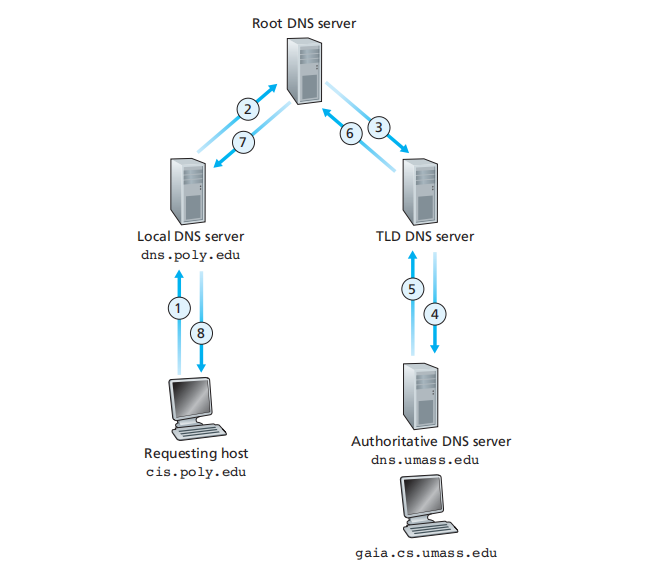 Root DNS server
2
3
7
6
Local DNS server
dns.poly.edu
TLD DNS server
1
8
5
4
Requesting host
cis.poly.edu
Authoritative DNS server
dns.umass.edu
gaia.cs.umass.edu